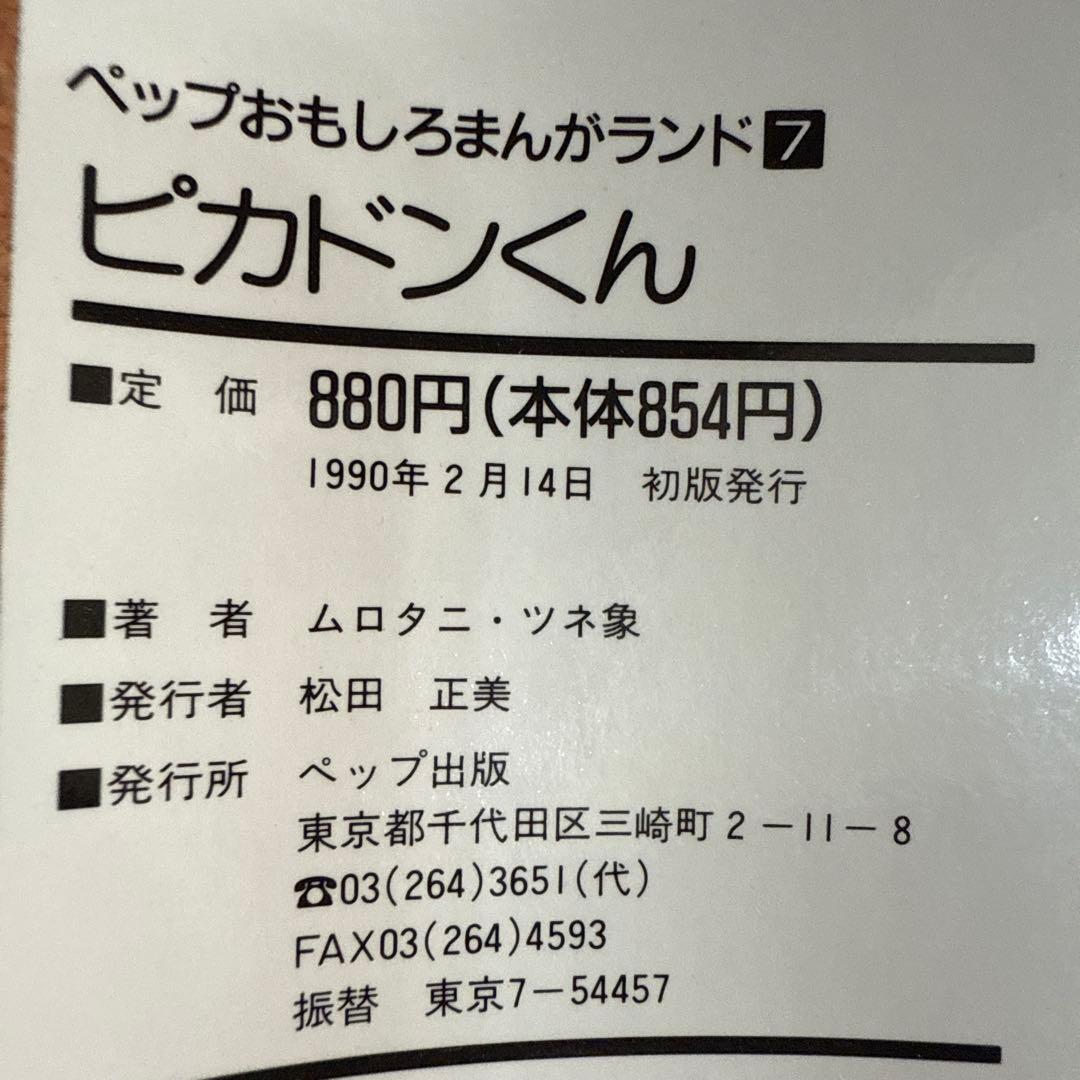 ペップおもしろまんがランド7
ピカドンくん
■定　価　880円(本体854円)
1990年2月14日　初版発行
■著　者　ムロタニ・ツネ象
■発行者　松田　正美
■発行所　ペップ出版
東京都千代田区三崎町2－11－8
☎03(264)3651(代)
FAX03(264)4593
振替　東京7－54457